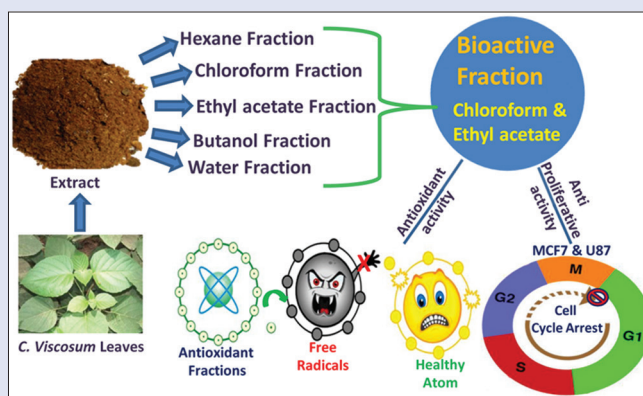 Hexane Fraction
Chloroform Fraction
Ethyl acetate Fraction
Butanol Fraction
Water Fraction
Extract
C. Viscosum Leaves
Bioactive
Fraction
Chloroform &
Ethyl acetate
Antioxidant
activity
Anti
Proliferative
activity
Antioxidant
Fractions
Free
Radicals
Healthy
Atom
MCF7 & U87
M
G2
G1
S
Cell
Cycle Arrest